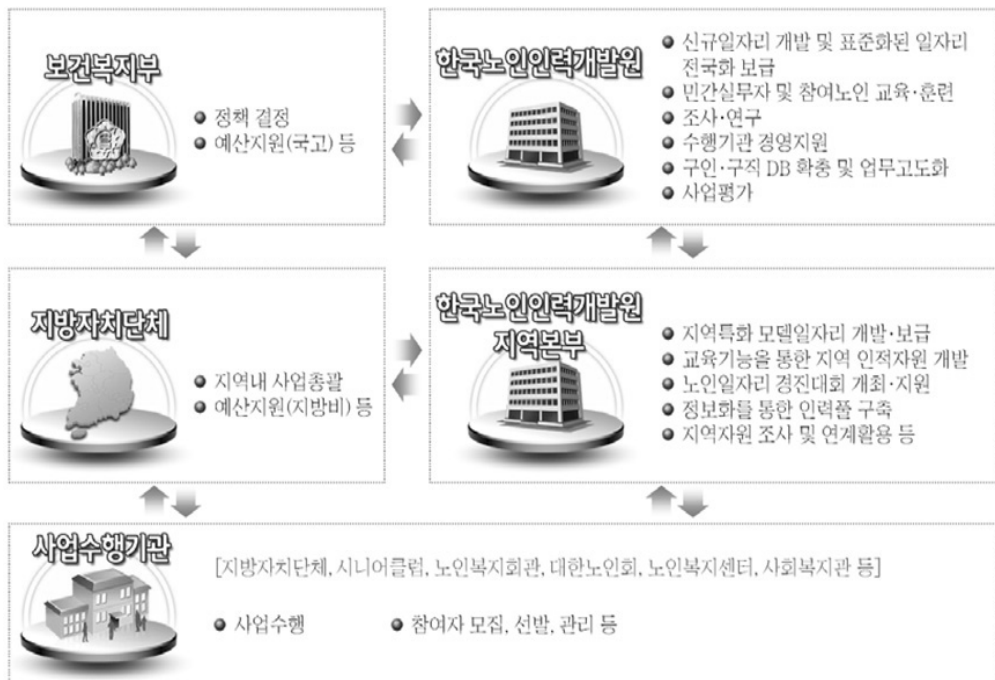 보건복지부
● 정책 결정
● 예산지원(국고) 등
한국노인인력개발원
● 신규일자리 개발 및 표준화된 일자리
전국화 보급
● 민간실무자 및 참여노인 교육·훈련
● 조사·연구
● 수행기관 경영지원
● 구인·구직 DB 확충 및 업무고도화
● 사업평가
지방자치단체
● 지역내 사업총괄
● 예산지원(지방비) 등
한국노인인력개발원
지역본부
● 지역특화 모델일자리 개발·보급
● 교육기능을 통한 지역 인적자원 개발
● 노인일자리 경진대회 개최·지원
● 정보화를 통한 인력풀 구축
● 지역자원 조사 및 연계활용 등
사업수행기관
[지방자치단체, 시니어클럽, 노인복지회관, 대한노인회, 노인복지센터, 사회복지관 등]
● 사업수행 ● 참여자 모집, 선발, 관리 등